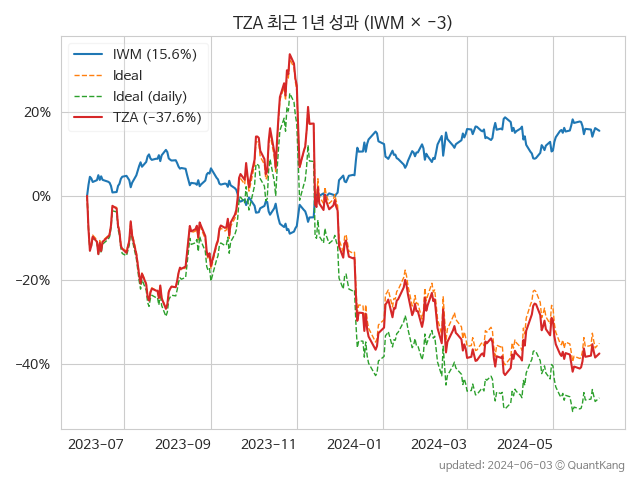 TZA 최근 1년 성과 (IWM × −3)
IWM (15.6%)
Ideal
Ideal (daily)
TZA (−37.6%)
20%
0%
−20%
−40%
2023-07
2023-09
2023-11
2024-01
2024-03
2024-05
updated: 2024-06-03 ⓒ QuantKang